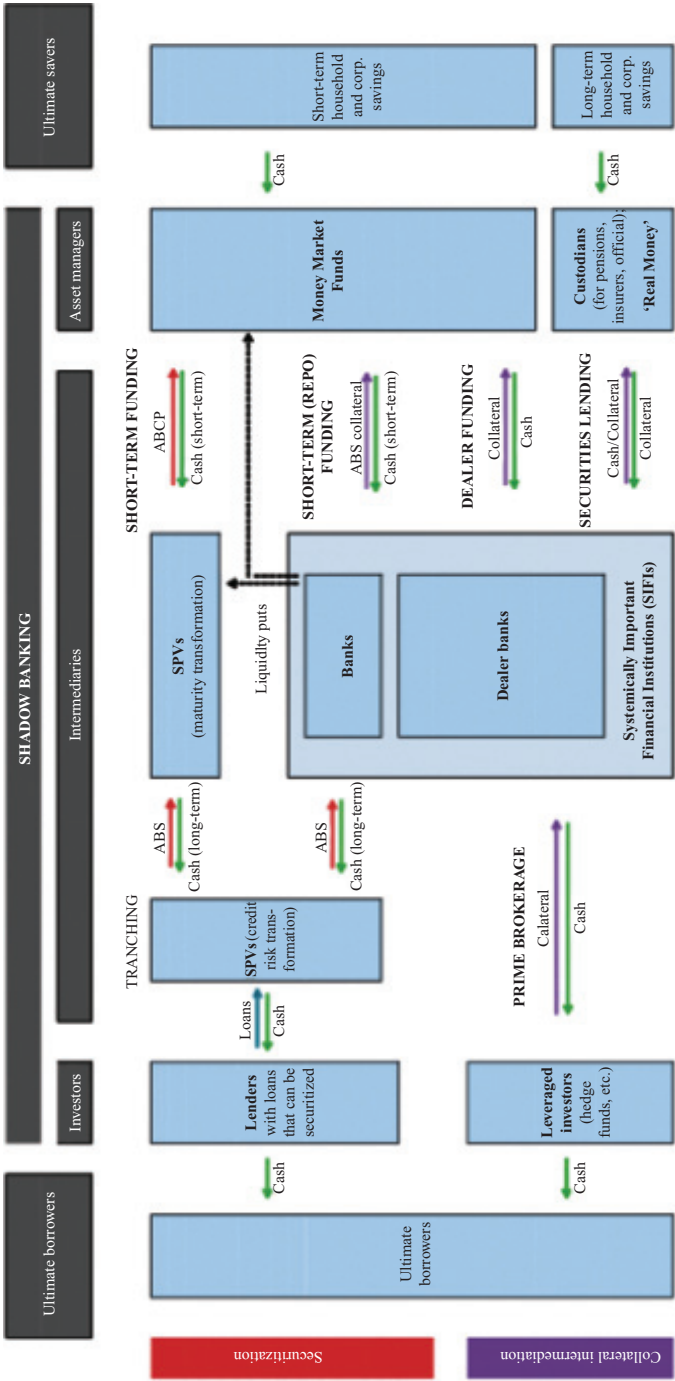 SHADOW BANKING
Ultimate borrowers
Investors
Intermediaries
Asset managers
Ultimate savers
Securitization
Collateral intermediation
Ultimate
borrowers
Cash
Cash
Lenders
with loans
that can be
securitized
Leveraged
investors
(hedge
funds, etc.)
Loans
Cash
TRANCHING
SPVs (credit
risk trans-
formation)
ABS
Cash (long-term)
ABS
Cash (long-term)
PRIME BROKERAGE
Calateral
Cash
SPVs
(maturity transformation)
Liquidlty puts
Banks
Dealer banks
Systemically Important
Financial Institutions (SIFIs)
SHORT-TERM FUNDING
ABCP
Cash (short-term)
SHORT-TERM (REPO)
FUNDING
ABS collateral
Cash (short-term)
DEALER FUNDING
Collateral
Cash
SECURITIES LENDING
Cash/Collateral
Collateral
Money Market
Funds
Custodians
(for pensions,
insurers, official);
‘Real Money’
Cash
Cash
Short-term
household
and corp.
savings
Long-term
household
and corp.
savings